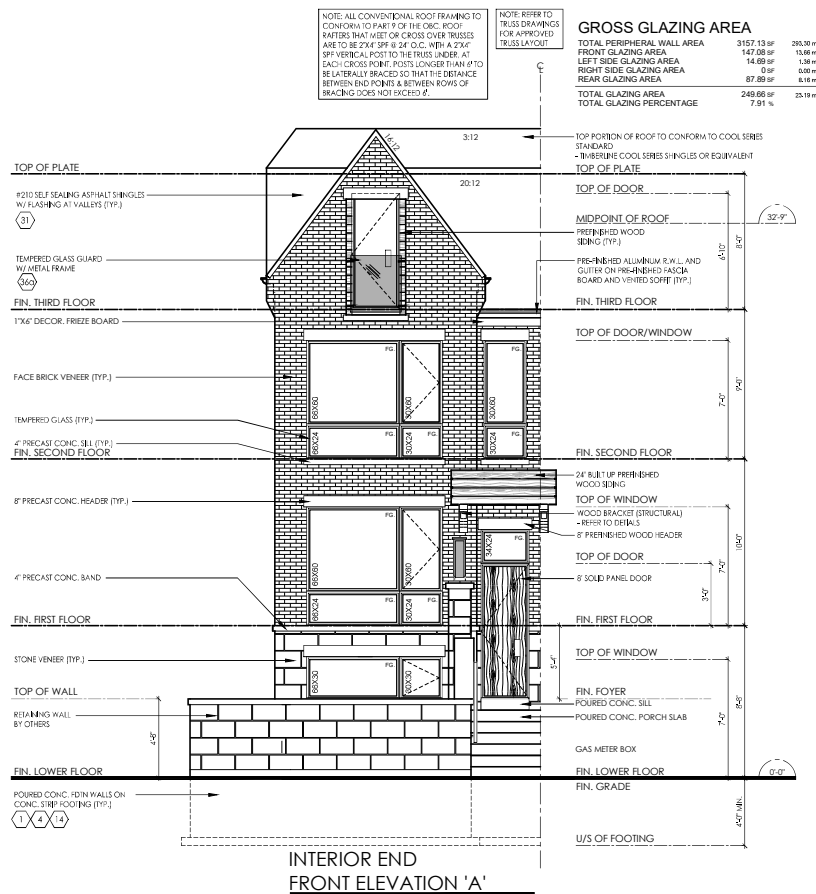 NOTE: ALL CONVENTIONAL ROOF FRAMING TO
CONFORM TO PART 9 OF THE OBC. ROOF
RAFTERS THAT MEET OR CROSS OVER TRUSSES
ARE TO BE 2"X4" SPF @ 24" O.C. WITH A 2"X4"
SPF VERTICAL POST TO THE TRUSS UNDER, AT
EACH CROSS POINT. POSTS LONGER THAN 6' TO
BE LATERALLY BRACED SO THAT THE DISTANCE
BETWEEN END POINTS & BETWEEN ROWS OF
BRACING DOES NOT EXCEED 6'.
NOTE: REFER TO
TRUSS DRAWINGS
FOR APPROVED
TRUSS LAYOUT
GROSS GLAZING AREA
TOTAL PERIPHERAL WALL AREA 3157.13 SF 293.30 m
FRONT GLAZING AREA 147.08 SF 13.66 m
LEFT SIDE GLAZING AREA 14.69 SF 1.36 m
RIGHT SIDE GLAZING AREA 0 SF 0.00 m
REAR GLAZING AREA 87.89 SF 8.16 m
TOTAL GLAZING AREA 249.66 SF 23.19 m
TOTAL GLAZING PERCENTAGE 7.91 %
16:12
3:12
20:12
TOP PORTION OF ROOF TO CONFORM TO COOL SERIES
STANDARD
- TIMBERLINE COOL SERIES SHINGLES OR EQUIVALENT
TOP OF PLATE
TOP OF PLATE
TOP OF DOOR
#210 SELF SEALING ASPHALT SHINGLES
W/ FLASHING AT VALLEYS (TYP.)
31
MIDPOINT OF ROOF
32'-9"
PREFINISHED WOOD
SIDING (TYP.)
6'-10"
8'-0"
TEMPERED GLASS GUARD
W/ METAL FRAME
36a
PRE-FINISHED ALUMINUM R.W.L. AND
GUTTER ON PRE-FINISHED FASCIA
BOARD AND VENTED SOFFIT (TYP.)
FIN. THIRD FLOOR
FIN. THIRD FLOOR
1"X6" DECOR. FRIEZE BOARD
TOP OF DOOR/WINDOW
FG.
FG.
FG.
FACE BRICK VENEER (TYP.)
66X60
30X60
30X60
7'-0"
9'-0"
TEMPERED GLASS (TYP.)
66X24
FG.
30X24
FG.
30X24
FG.
4" PRECAST CONC. SILL (TYP.)
FIN. SECOND FLOOR
FIN. SECOND FLOOR
24" BUILT UP PREFINISHED
WOOD SIDING
8" PRECAST CONC. HEADER (TYP.)
TOP OF WINDOW
WOOD BRACKET (STRUCTURAL)
- REFER TO DETIALS
8" PREFINISHED WOOD HEADER
FG.
FG.
34X24
FG.
TOP OF DOOR
66X60
30X60
8' SOLID PANEL DOOR
4" PRECAST CONC. BAND
66X24
FG.
30X24
FG.
3'-0"
7'-0"
10'-0"
FIN. FIRST FLOOR
FIN. FIRST FLOOR
STONE VENEER (TYP.)
TOP OF WINDOW
66X30
FG.
30X30
FG.
5'-4"
TOP OF WALL
FIN. FOYER
POURED CONC. SILL
RETAINING WALL
BY OTHERS
POURED CONC. PORCH SLAB
4'-8"
7'-0"
8'-8"
GAS METER BOX
FIN. LOWER FLOOR
FIN. LOWER FLOOR
0'-0"
FIN. GRADE
POURED CONC. FDTN WALLS ON
CONC. STRIP FOOTING (TYP.)
1 4 14
4'-0" MIN.
U/S OF FOOTING
INTERIOR END
FRONT ELEVATION 'A'